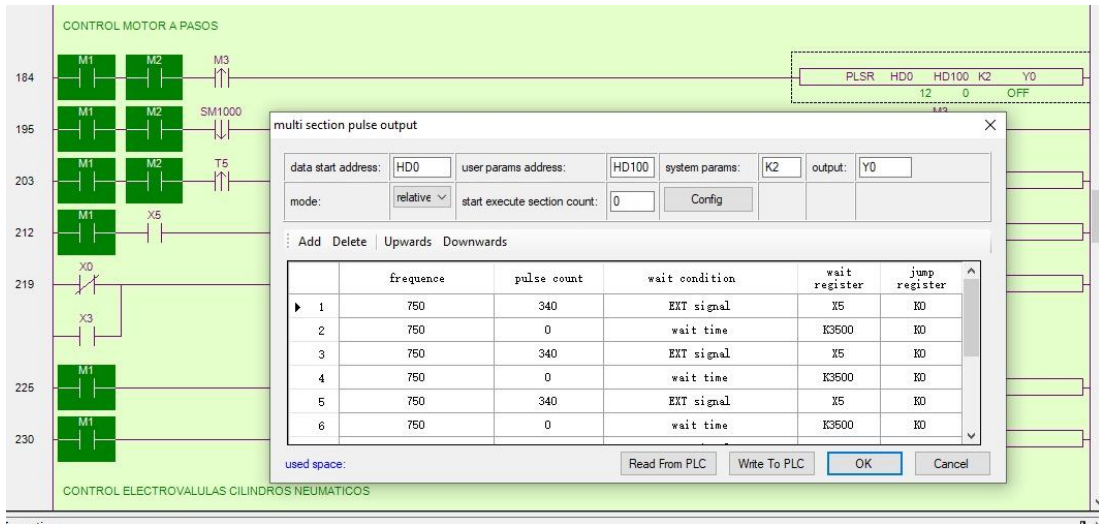 CONTROL MOTOR A PASOS
M1 M2 M3
184 PLSR HD0 HD100 K2 Y0
12 0 OFF
M1 M2 SM1000
195
multi section pulse output
data start address: HD0 user params address: HD100 system params: K2 output: Y0
mode: relative start execute section count: 0 Config
M1 M2 T5
203
M1 X5
212
Add Delete Upwards Downwards
X0
219
frequence pulse count wait condition wait register jump register
1 750 340 EXT signal X5 K0
2 750 0 wait time K3500 K0
3 750 340 EXT signal X5 K0
4 750 0 wait time K3500 K0
5 750 340 EXT signal X5 K0
6 750 0 wait time K3500 K0
X3
M1
225
M1
230
used space: Read From PLC Write To PLC OK Cancel
CONTROL ELECTROVALULAS CILINDROS NEUMATICOS